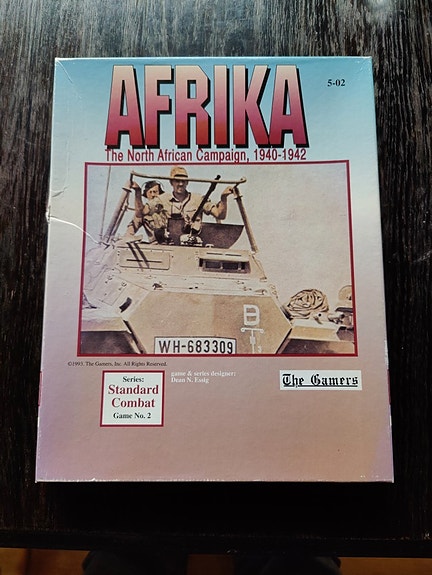 AFRIKA
5-02
The North African Campaign, 1940-1942
B
WH-683309
©1993. The Gamers, Inc. All Rights Reserved.
Series:
Standard
Combat
Game No. 2
game & series designer:
Dean N. Essig
The Gamers